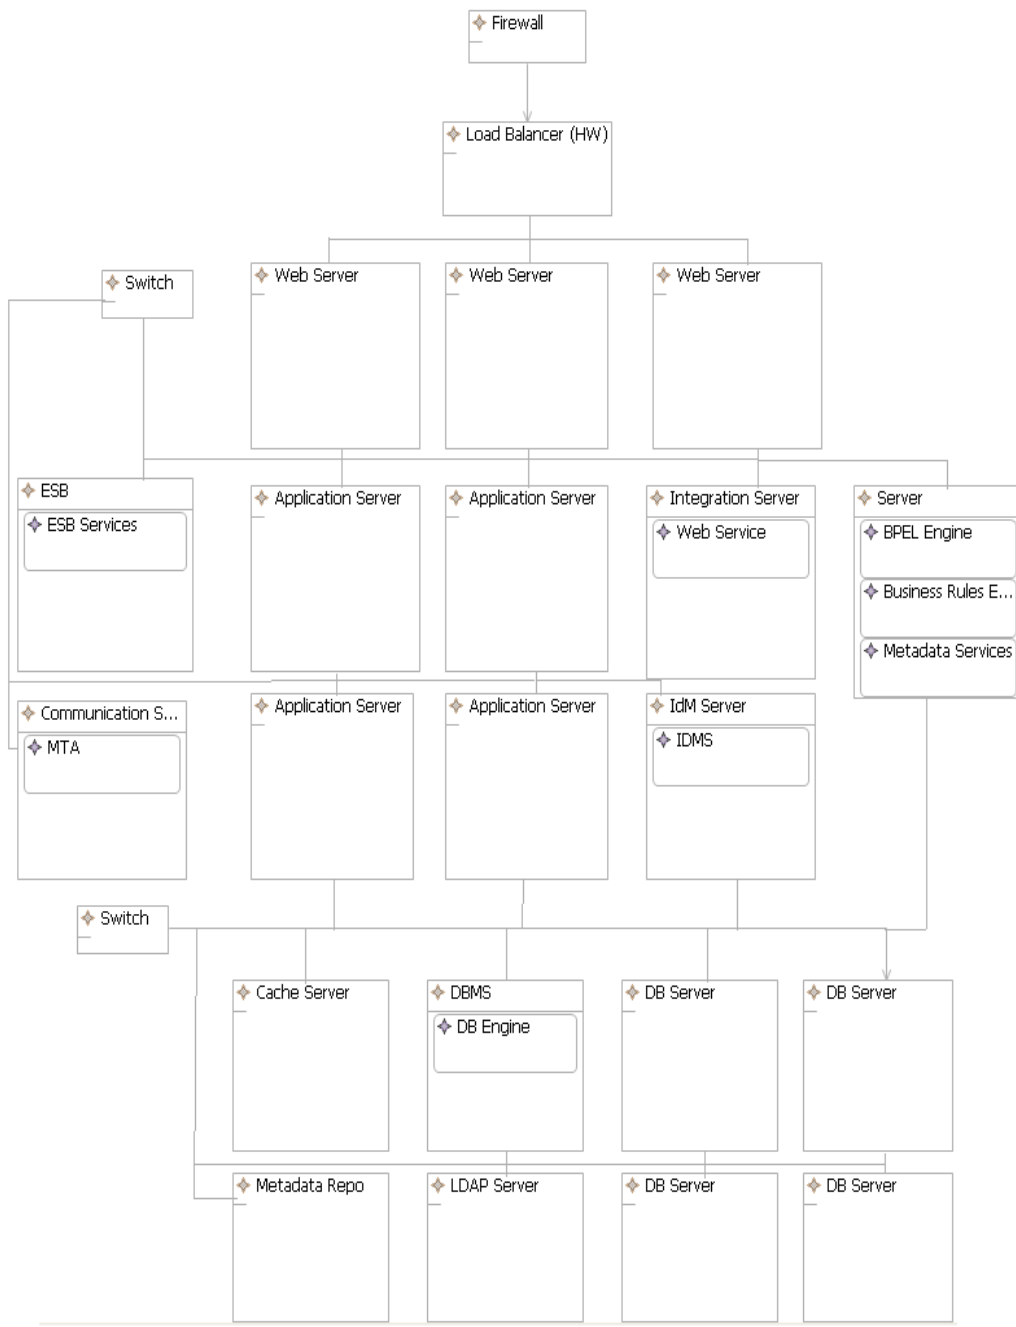 Firewall
Load Balancer (HW)
Switch
Web Server
Web Server
Web Server
ESB
ESB Services
Application Server
Application Server
Integration Server
Web Service
Server
BPEL Engine
Business Rules E...
Metadata Services
Communication S...
MTA
Application Server
Application Server
IdM Server
IDMS
Switch
Cache Server
DBMS
DB Engine
DB Server
DB Server
Metadata Repo
LDAP Server
DB Server
DB Server